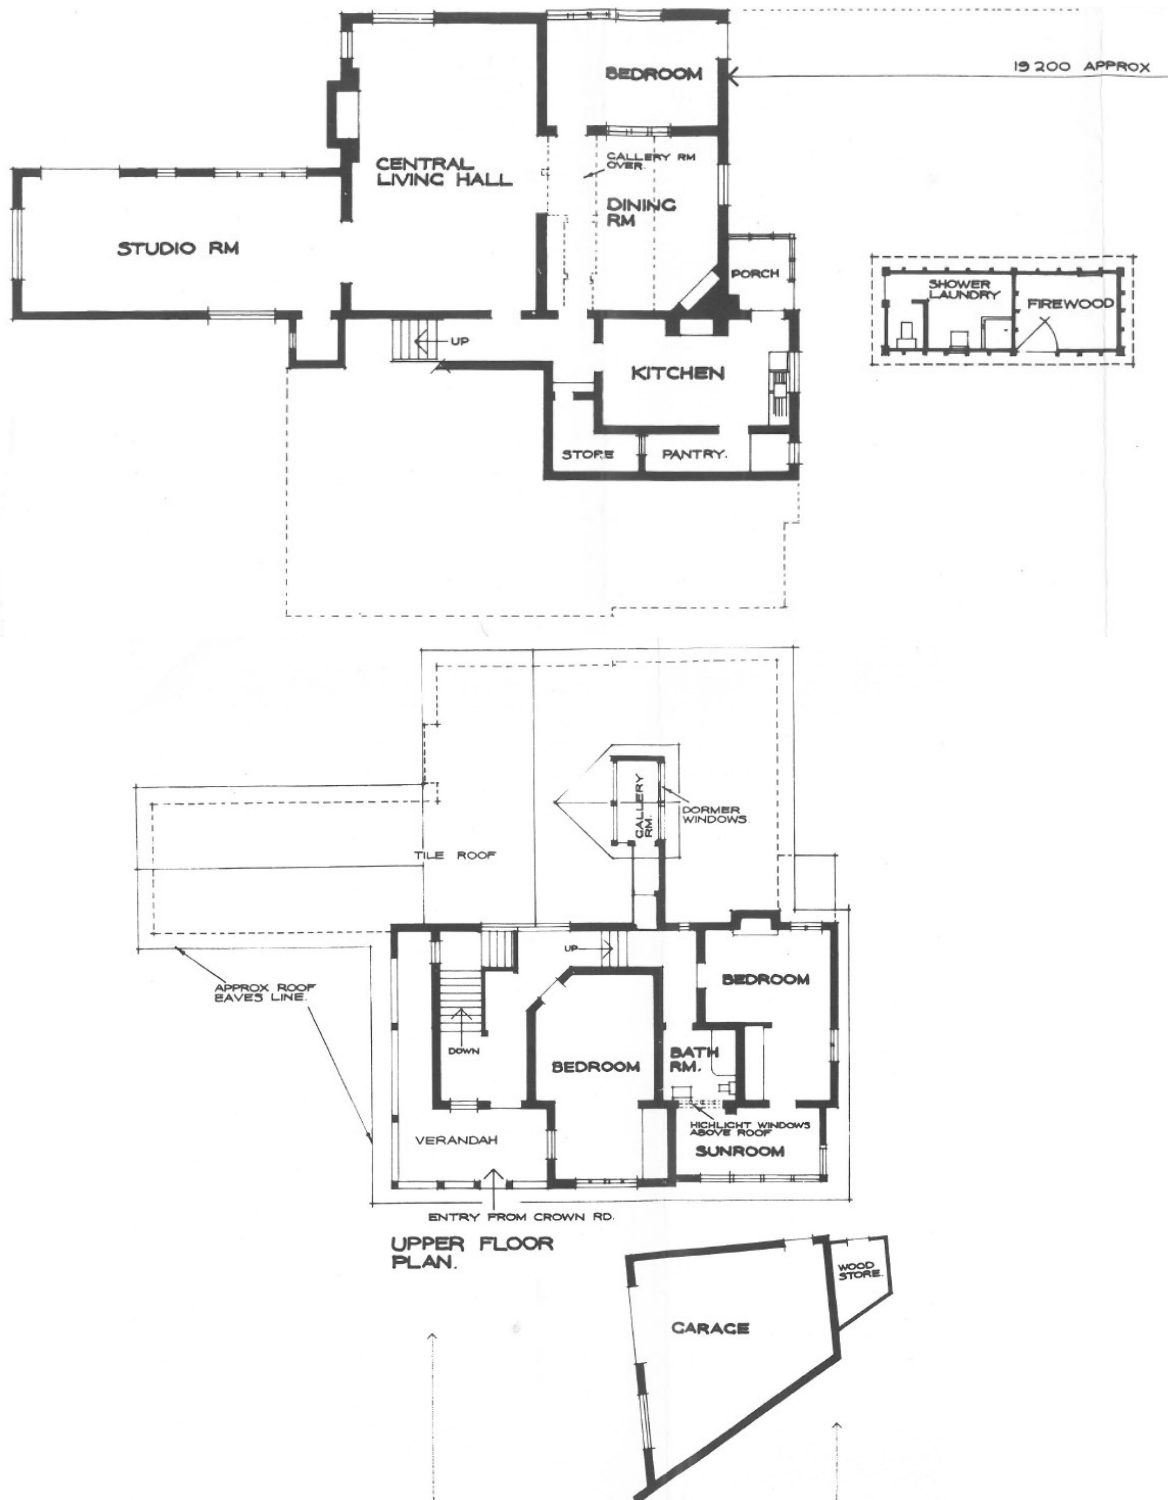 BEDROOM
19 200 APPROX
CENTRAL
LIVING HALL
GALLERY RM
OVER.
DINING
RM
STUDIO RM
PORCH
SHOWER
LAUNDRY
FIREWOOD
UP
KITCHEN
STORE
PANTRY.
GALLERY
RM.
DORMER
WINDOWS.
TILE ROOF
UP
BEDROOM
APPROX ROOF
EAVES LINE.
DOWN
BEDROOM
BATH
RM.
HIGHLIGHT WINDOWS
ABOVE ROOF
VERANDAH
SUNROOM
ENTRY FROM CROWN RD.
UPPER FLOOR
PLAN.
WOOD
STORE.
GARAGE